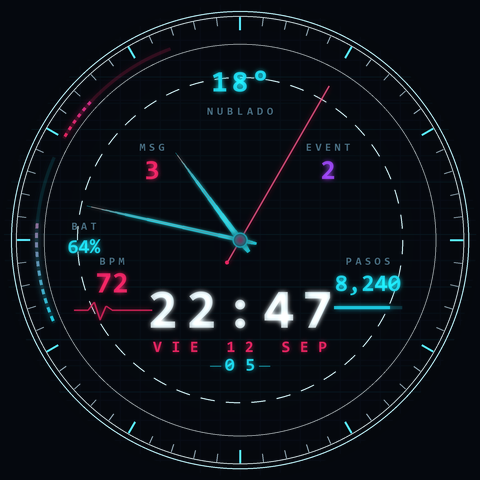 18°
NUBLADO
MSG
3
EVENT
2
BAT
64%
BPM
72
PASOS
8,240
22:47
VIE 12 SEP
05